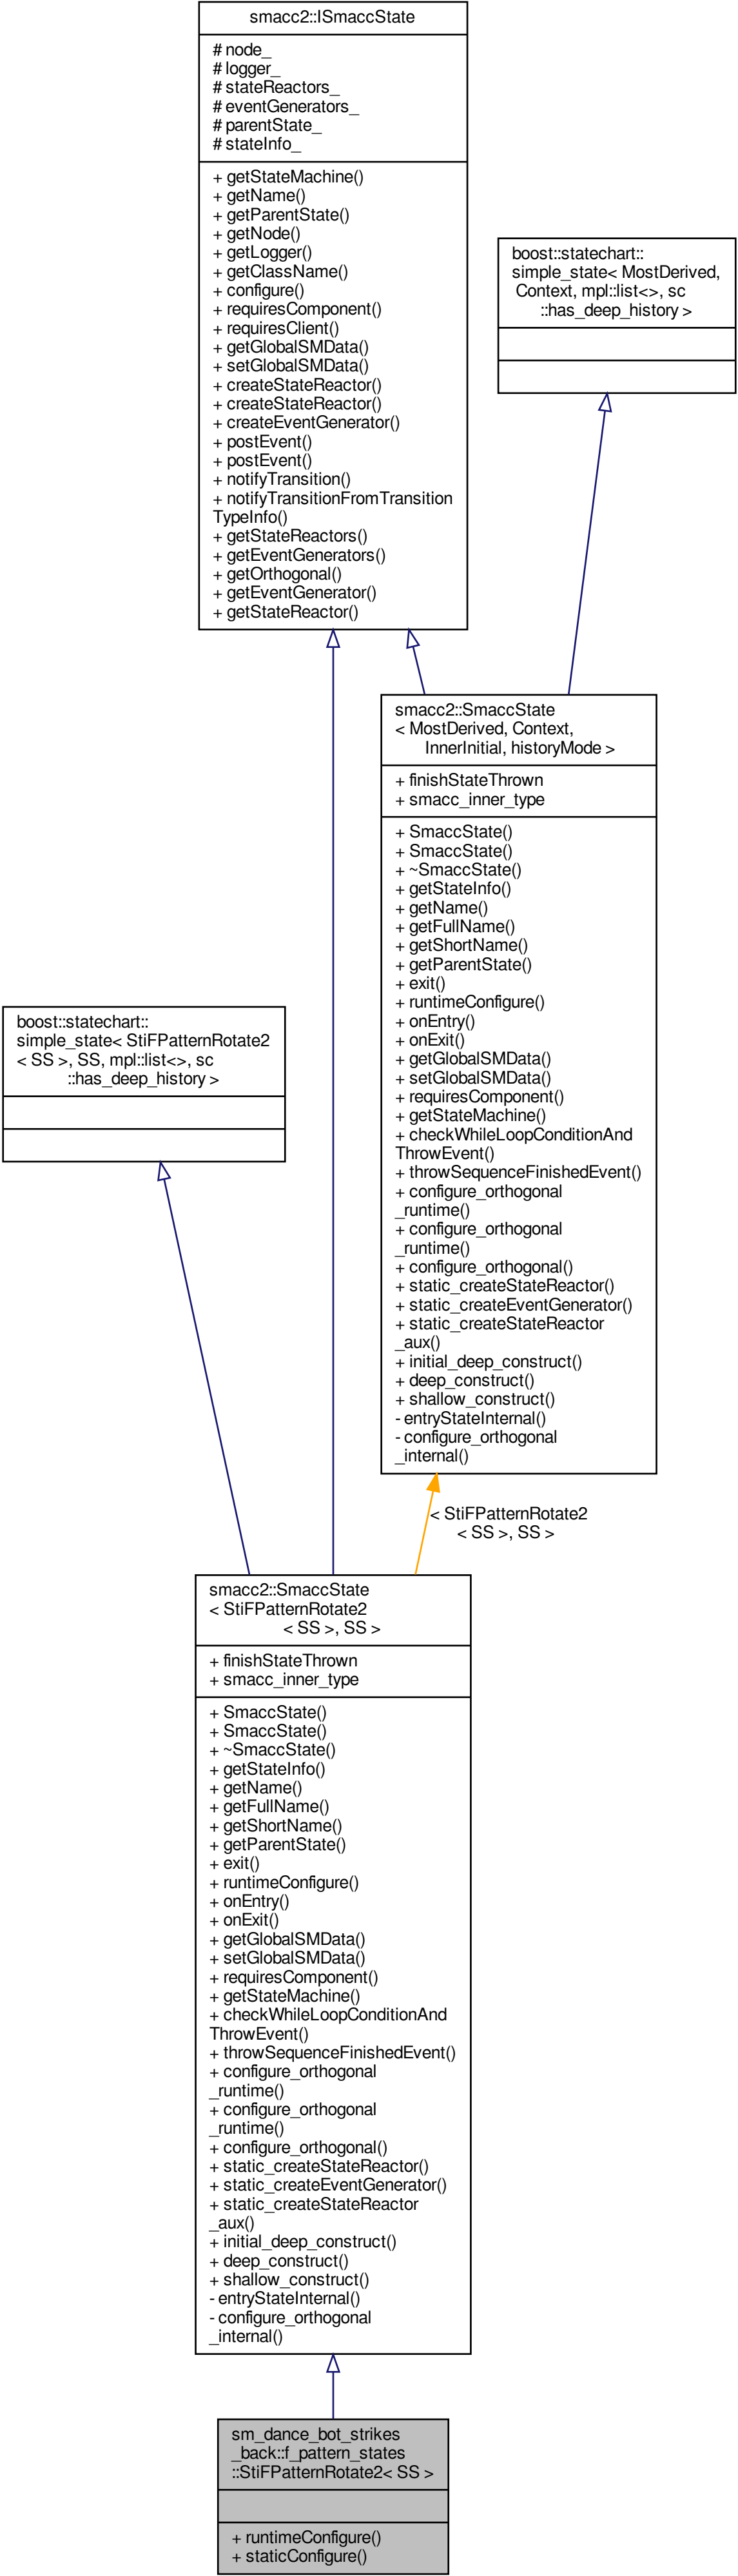 smacc2::ISmaccState
# node_
# logger_
# stateReactors_
# eventGenerators_
# parentState_
# stateInfo_
+ getStateMachine()
+ getName()
+ getParentState()
+ getNode()
+ getLogger()
+ getClassName()
+ configure()
+ requiresComponent()
+ requiresClient()
+ getGlobalSMData()
+ setGlobalSMData()
+ createStateReactor()
+ createStateReactor()
+ createEventGenerator()
+ postEvent()
+ postEvent()
+ notifyTransition()
+ notifyTransitionFromTransition
TypeInfo()
+ getStateReactors()
+ getEventGenerators()
+ getOrthogonal()
+ getEventGenerator()
+ getStateReactor()
boost::statechart::
simple_state< MostDerived,
Context, mpl::list<>, sc
::has_deep_history >
smacc2::SmaccState
< MostDerived, Context,
InnerInitial, historyMode >
+ finishStateThrown
+ smacc_inner_type
+ SmaccState()
+ SmaccState()
+ ~SmaccState()
+ getStateInfo()
+ getName()
+ getFullName()
+ getShortName()
+ getParentState()
+ exit()
+ runtimeConfigure()
+ onEntry()
+ onExit()
+ getGlobalSMData()
+ setGlobalSMData()
+ requiresComponent()
+ getStateMachine()
+ checkWhileLoopConditionAnd
ThrowEvent()
+ throwSequenceFinishedEvent()
+ configure_orthogonal
_runtime()
+ configure_orthogonal
_runtime()
+ configure_orthogonal()
+ static_createStateReactor()
+ static_createEventGenerator()
+ static_createStateReactor
_aux()
+ initial_deep_construct()
+ deep_construct()
+ shallow_construct()
- entryStateInternal()
- configure_orthogonal
_internal()
boost::statechart::
simple_state< StiFPatternRotate2
< SS >, SS, mpl::list<>, sc
::has_deep_history >
< StiFPatternRotate2
< SS >, SS >
smacc2::SmaccState
< StiFPatternRotate2
< SS >, SS >
+ finishStateThrown
+ smacc_inner_type
+ SmaccState()
+ SmaccState()
+ ~SmaccState()
+ getStateInfo()
+ getName()
+ getFullName()
+ getShortName()
+ getParentState()
+ exit()
+ runtimeConfigure()
+ onEntry()
+ onExit()
+ getGlobalSMData()
+ setGlobalSMData()
+ requiresComponent()
+ getStateMachine()
+ checkWhileLoopConditionAnd
ThrowEvent()
+ throwSequenceFinishedEvent()
+ configure_orthogonal
_runtime()
+ configure_orthogonal
_runtime()
+ configure_orthogonal()
+ static_createStateReactor()
+ static_createEventGenerator()
+ static_createStateReactor
_aux()
+ initial_deep_construct()
+ deep_construct()
+ shallow_construct()
- entryStateInternal()
- configure_orthogonal
_internal()
sm_dance_bot_strikes
_back::f_pattern_states
::StiFPatternRotate2< SS >
+ runtimeConfigure()
+ staticConfigure()